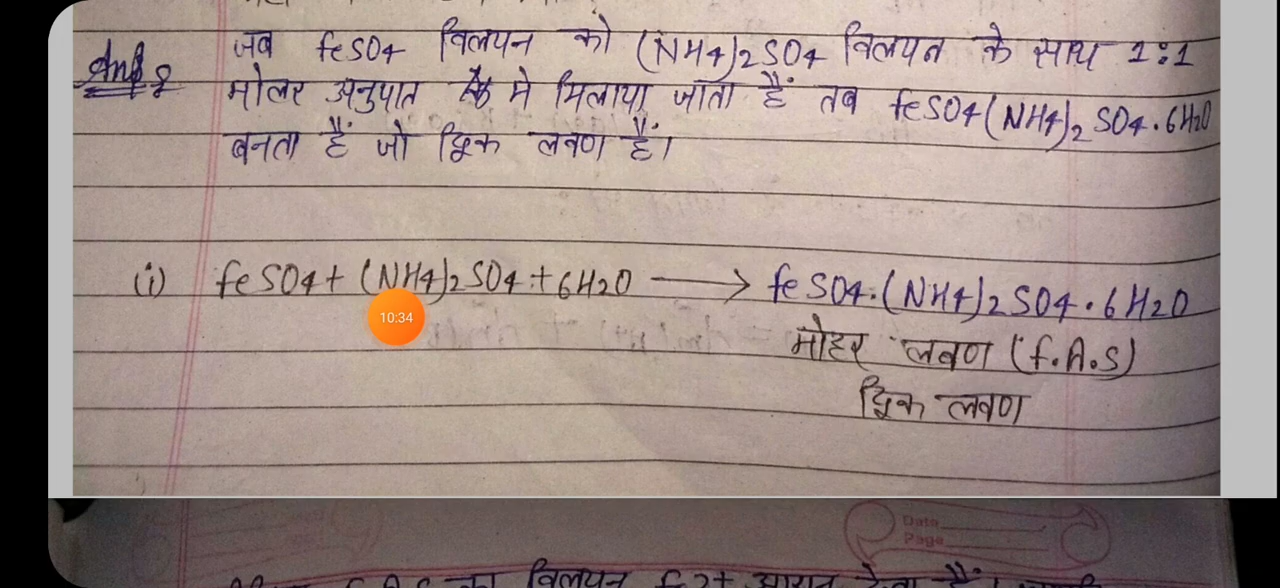 Ans:
जब feSO4 विलयन को (NH4)2SO4 विलयन के साथ 1:1
मोलर अनुपात मे मिलाया जाता हैं तब feSO4(NH4)2SO4.6H2O
बनता हैं जो द्विक लवण हैं।
(i) feSO4+(NH4)2SO4+6H2O ⟶ feSO4.(NH4)2SO4.6H2O
10:34
मोहर लवण (f.A.S)
द्विक लवण
Date
Page
का विलयन f2+ आयन देता हैं